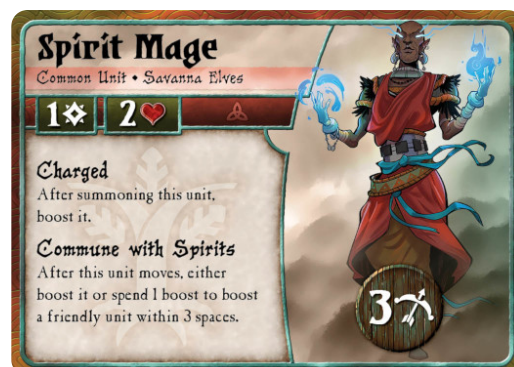 Spirit Mage
Common Unit • Savanna Elves
1 2
Charged
After summoning this unit,
boost it.
Commune with Spirits
After this unit moves, either
boost it or spend 1 boost to boost
a friendly unit within 3 spaces.
3